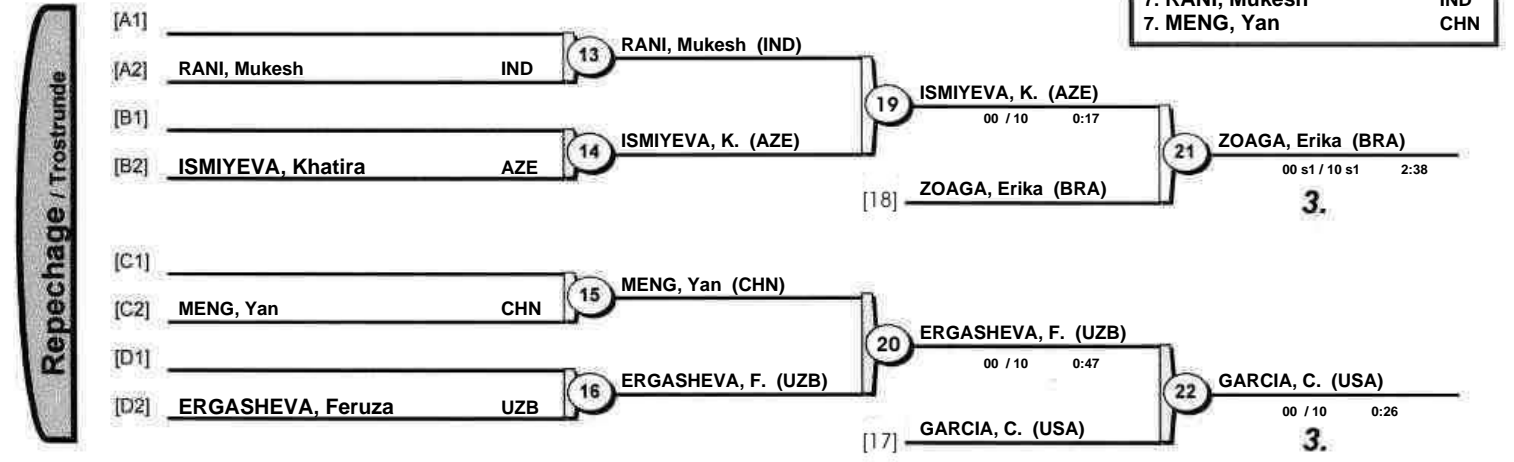 7. RANI, Mukesh IND
7. MENG, Yan CHN
Repechage / Trostrunde
[A1]
[A2] RANI, Mukesh IND
13
RANI, Mukesh (IND)
[B1]
[B2] ISMIYEVA, Khatira AZE
14
ISMIYEVA, K. (AZE)
19
ISMIYEVA, K. (AZE)
00 / 10 0:17
[18] ZOAGA, Erika (BRA)
21
ZOAGA, Erika (BRA)
00 s1 / 10 s1 2:38
3.
[C1]
[C2] MENG, Yan CHN
15
MENG, Yan (CHN)
[D1]
[D2] ERGASHEVA, Feruza UZB
16
ERGASHEVA, F. (UZB)
20
ERGASHEVA, F. (UZB)
00 / 10 0:47
[17] GARCIA, C. (USA)
22
GARCIA, C. (USA)
00 / 10 0:26
3.